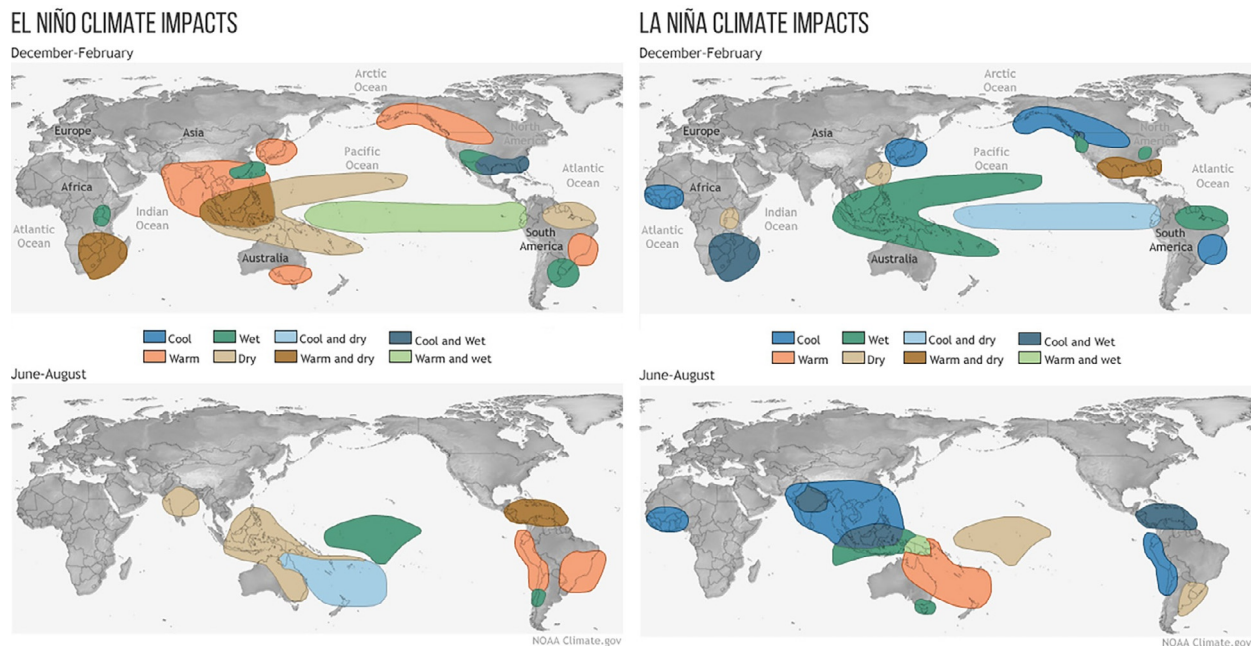 EL NIÑO CLIMATE IMPACTS
December-February
Arctic
Ocean
Europe
Asia
North
America
Pacific
Ocean
Atlantic
Ocean
Africa
Indian
Ocean
Atlantic
Ocean
South
America
Australia
Cool
Wet
Cool and dry
Cool and Wet
Warm
Dry
Warm and dry
Warm and wet
June-August
NOAA Climate.gov
LA NIÑA CLIMATE IMPACTS
December-February
Arctic
Ocean
Europe
Asia
North
America
Pacific
Ocean
Atlantic
Ocean
Africa
Indian
Ocean
Atlantic
Ocean
South
America
Australia
Cool
Wet
Cool and dry
Cool and Wet
Warm
Dry
Warm and dry
Warm and wet
June-August
NOAA Climate.gov